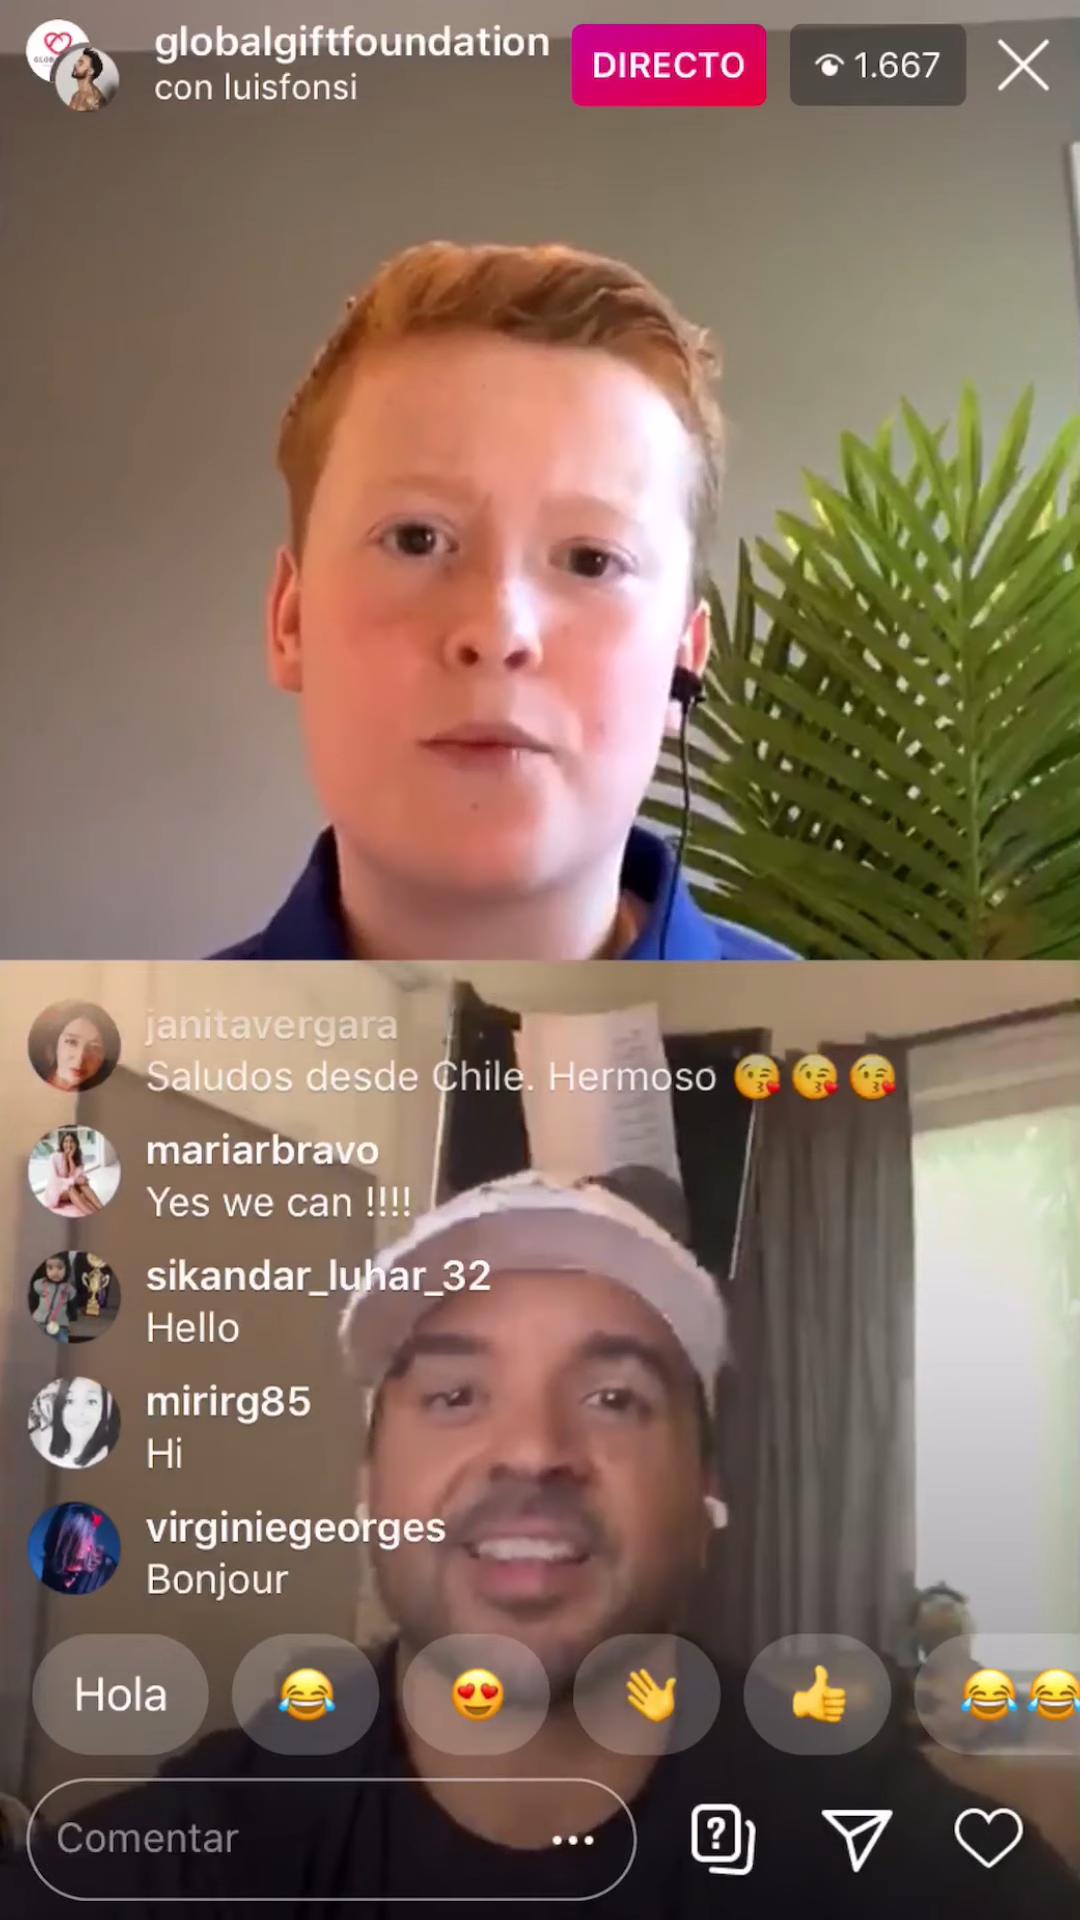 globalgiftfoundation
con luisfonsi
DIRECTO
1.667
janitavergara
Saludos desde Chile. Hermoso 😘😘😘
mariarbravo
Yes we can !!!!
sikandar_luhar_32
Hello
mirirg85
Hi
virginiegeorges
Bonjour
Hola 😂 😍 👋 👍 😂😂
Comentar